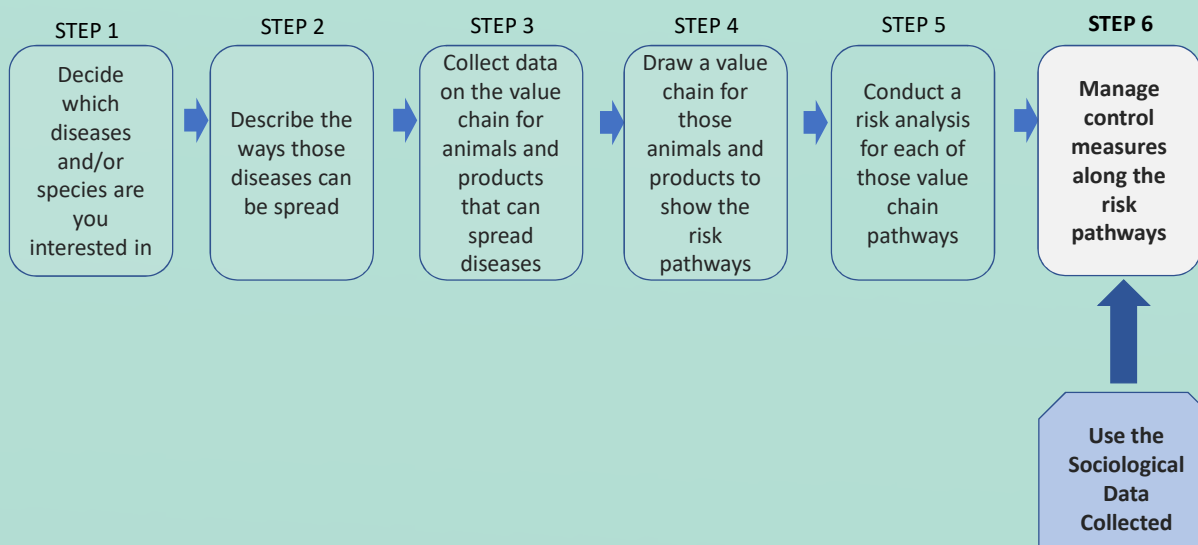 STEP 1
Decide
which
diseases
and/or
species are
you
interested in
STEP 2
Describe the
ways those
diseases can
be spread
STEP 3
Collect data
on the value
chain for
animals and
products
that can
spread
diseases
STEP 4
Draw a value
chain for
those
animals and
products to
show the
risk
pathways
STEP 5
Conduct a
risk analysis
for each of
those value
chain
pathways
STEP 6
Manage
control
measures
along the
risk
pathways
Use the
Sociological
Data
Collected